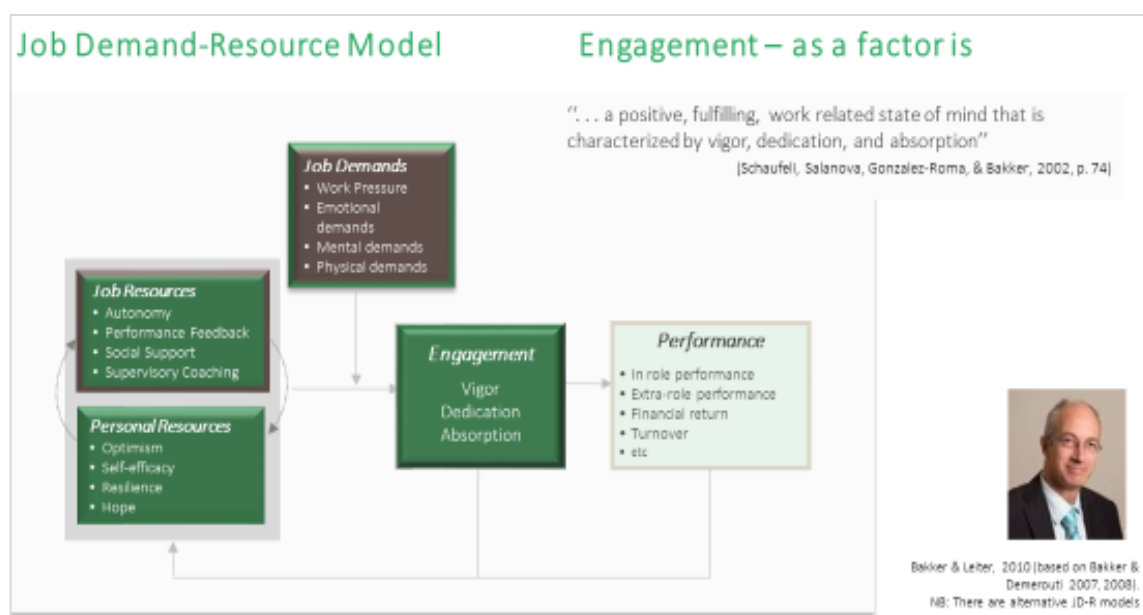 Job Demand-Resource Model
Engagement – as a factor is
“. . . a positive, fulfilling, work related state of mind that is
characterized by vigor, dedication, and absorption”
(Schaufeli, Salanova, Gonzalez-Roma, & Bakker, 2002, p. 74)
Job Demands
▪ Work Pressure
▪ Emotional
demands
▪ Mental demands
▪ Physical demands
Job Resources
▪ Autonomy
▪ Performance Feedback
▪ Social Support
▪ Supervisory Coaching
Personal Resources
▪ Optimism
▪ Self-efficacy
▪ Resilience
▪ Hope
Engagement
Vigor
Dedication
Absorption
Performance
▪ In role performance
▪ Extra-role performance
▪ Financial return
▪ Turnover
▪ etc
Bakker & Leiter, 2010 (based on Bakker &
Demerouti 2007, 2008).
NB: There are alternative JD-R models